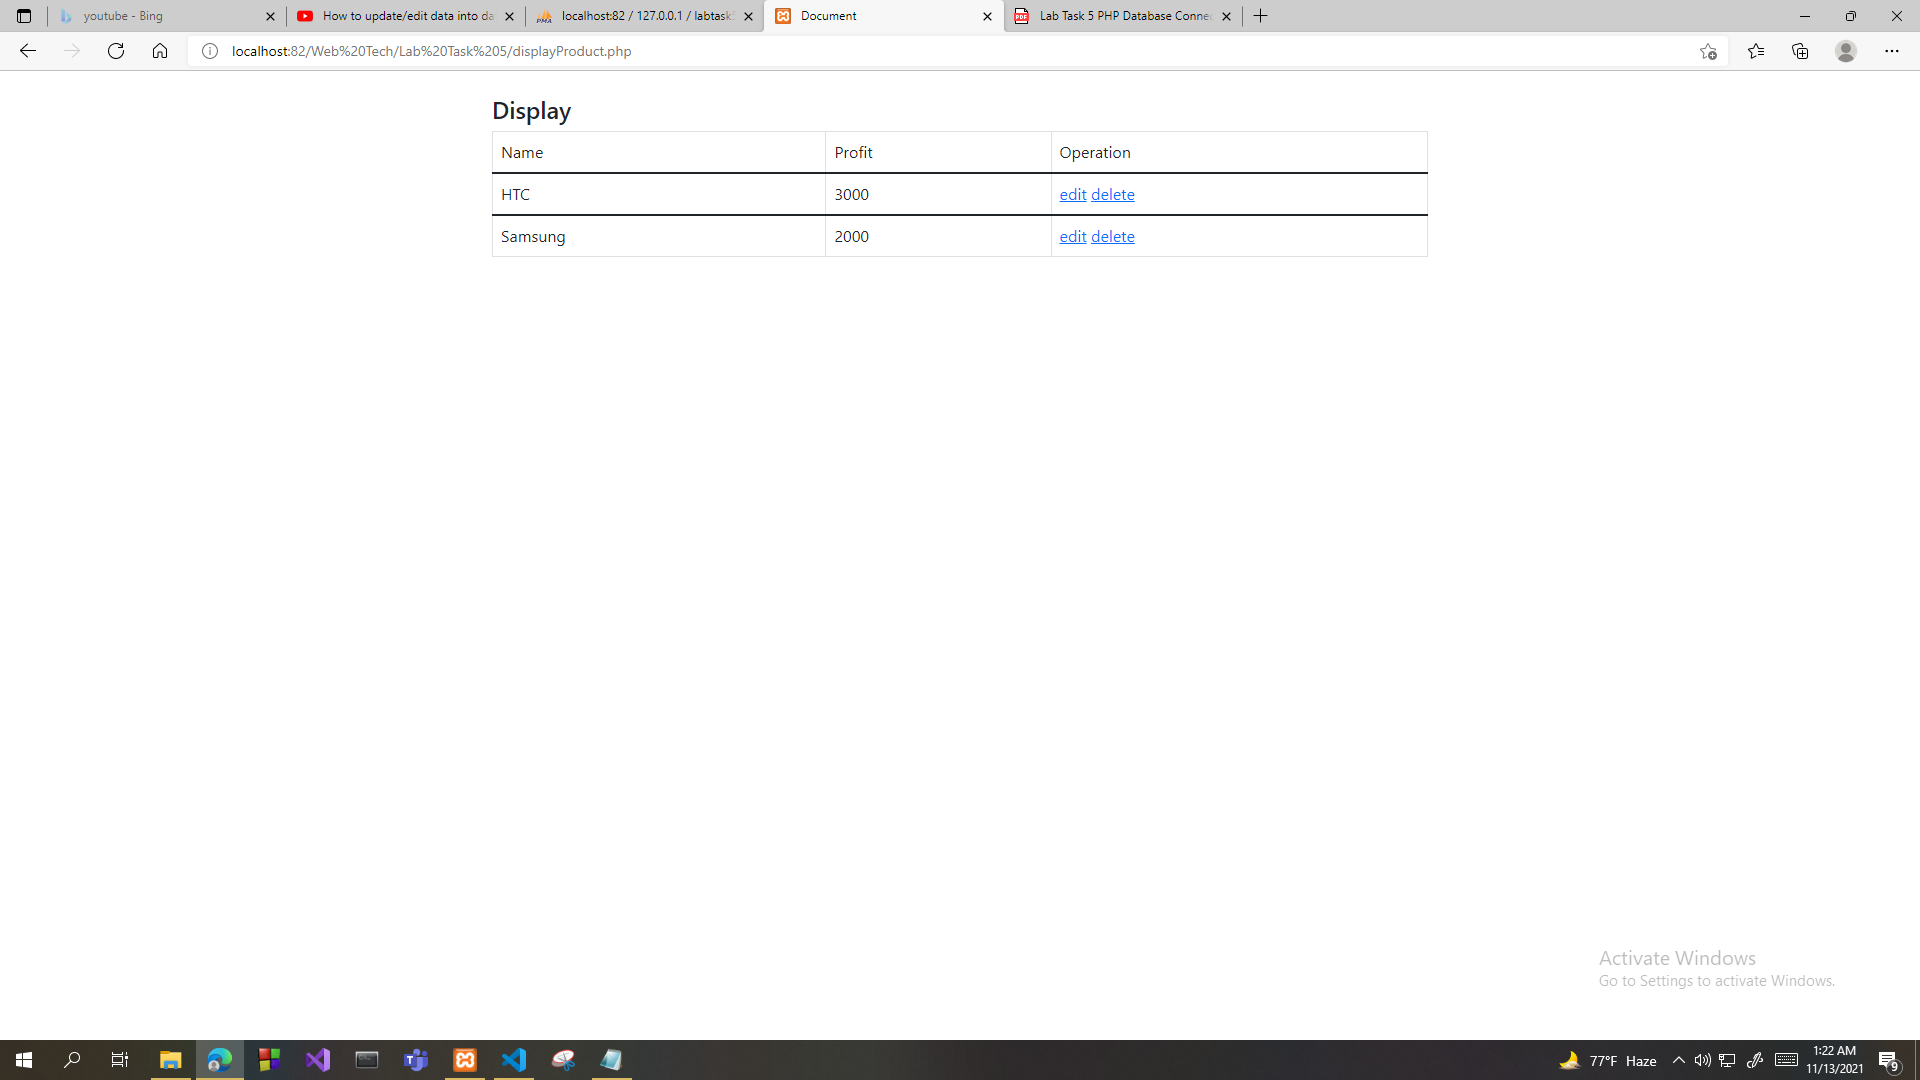 youtube - Bing
How to update/edit data into da
localhost:82 / 127.0.0.1 / labtask5
Document
PDF
Lab Task 5 PHP Database Connec
localhost:82/Web%20Tech/Lab%20Task%205/displayProduct.php
Display
Name Profit Operation
HTC 3000 edit delete
Samsung 2000 edit delete
Activate Windows
Go to Settings to activate Windows.
77°F Haze
1:22 AM
11/13/2021
9